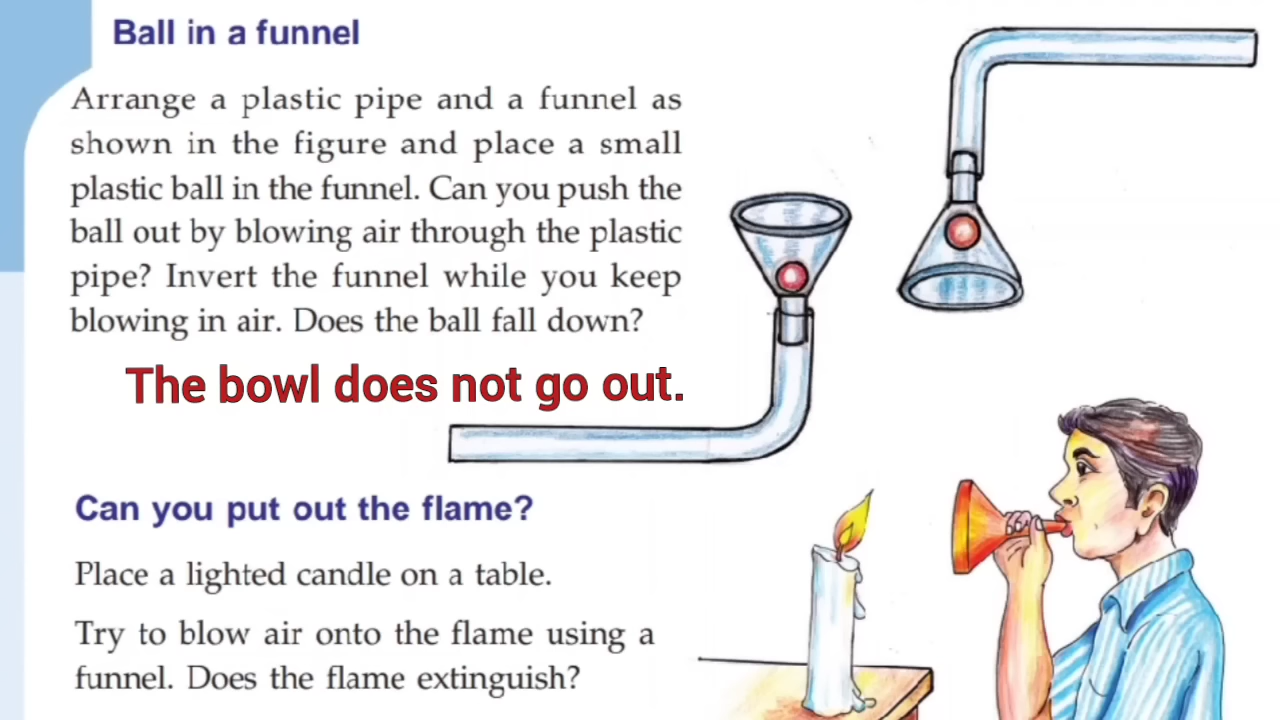 Ball in a funnel
Arrange a plastic pipe and a funnel as
shown in the figure and place a small
plastic ball in the funnel. Can you push the
ball out by blowing air through the plastic
pipe? Invert the funnel while you keep
blowing in air. Does the ball fall down?
The bowl does not go out.
Can you put out the flame?
Place a lighted candle on a table.
Try to blow air onto the flame using a
funnel. Does the flame extinguish?